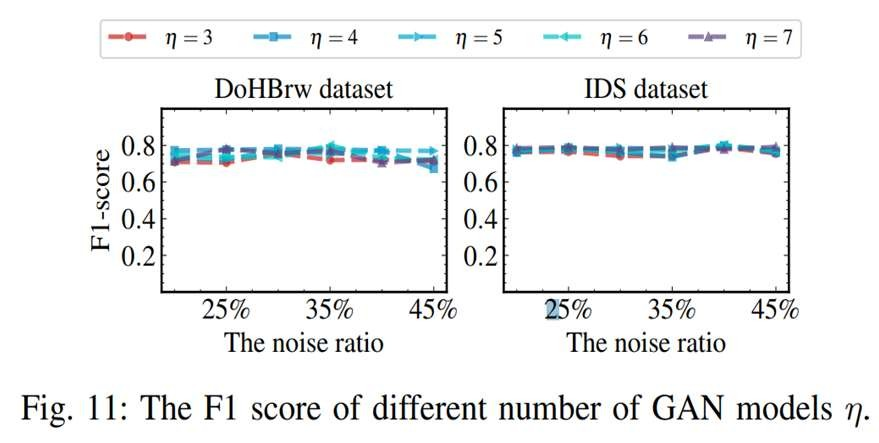 η = 3 η = 4 η = 5 η = 6 η = 7
DoHBrw dataset IDS dataset
F1-score
0.8 0.8
0.6 0.6
0.4 0.4
0.2 0.2
25% 35% 45% 25% 35% 45%
The noise ratio The noise ratio
Fig. 11: The F1 score of different number of GAN models η.